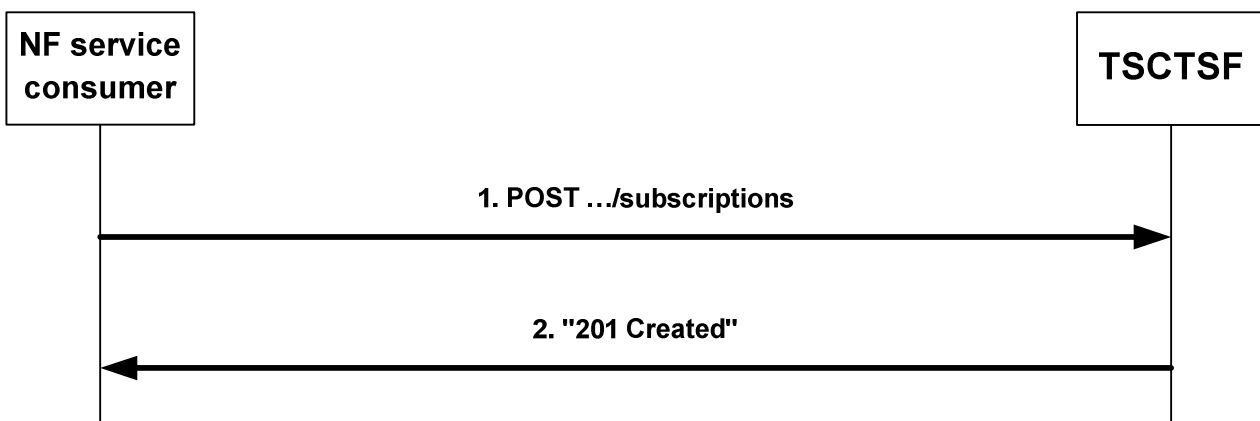 NF service
consumer
TSCTSF
1. POST …/subscriptions
2. "201 Created"